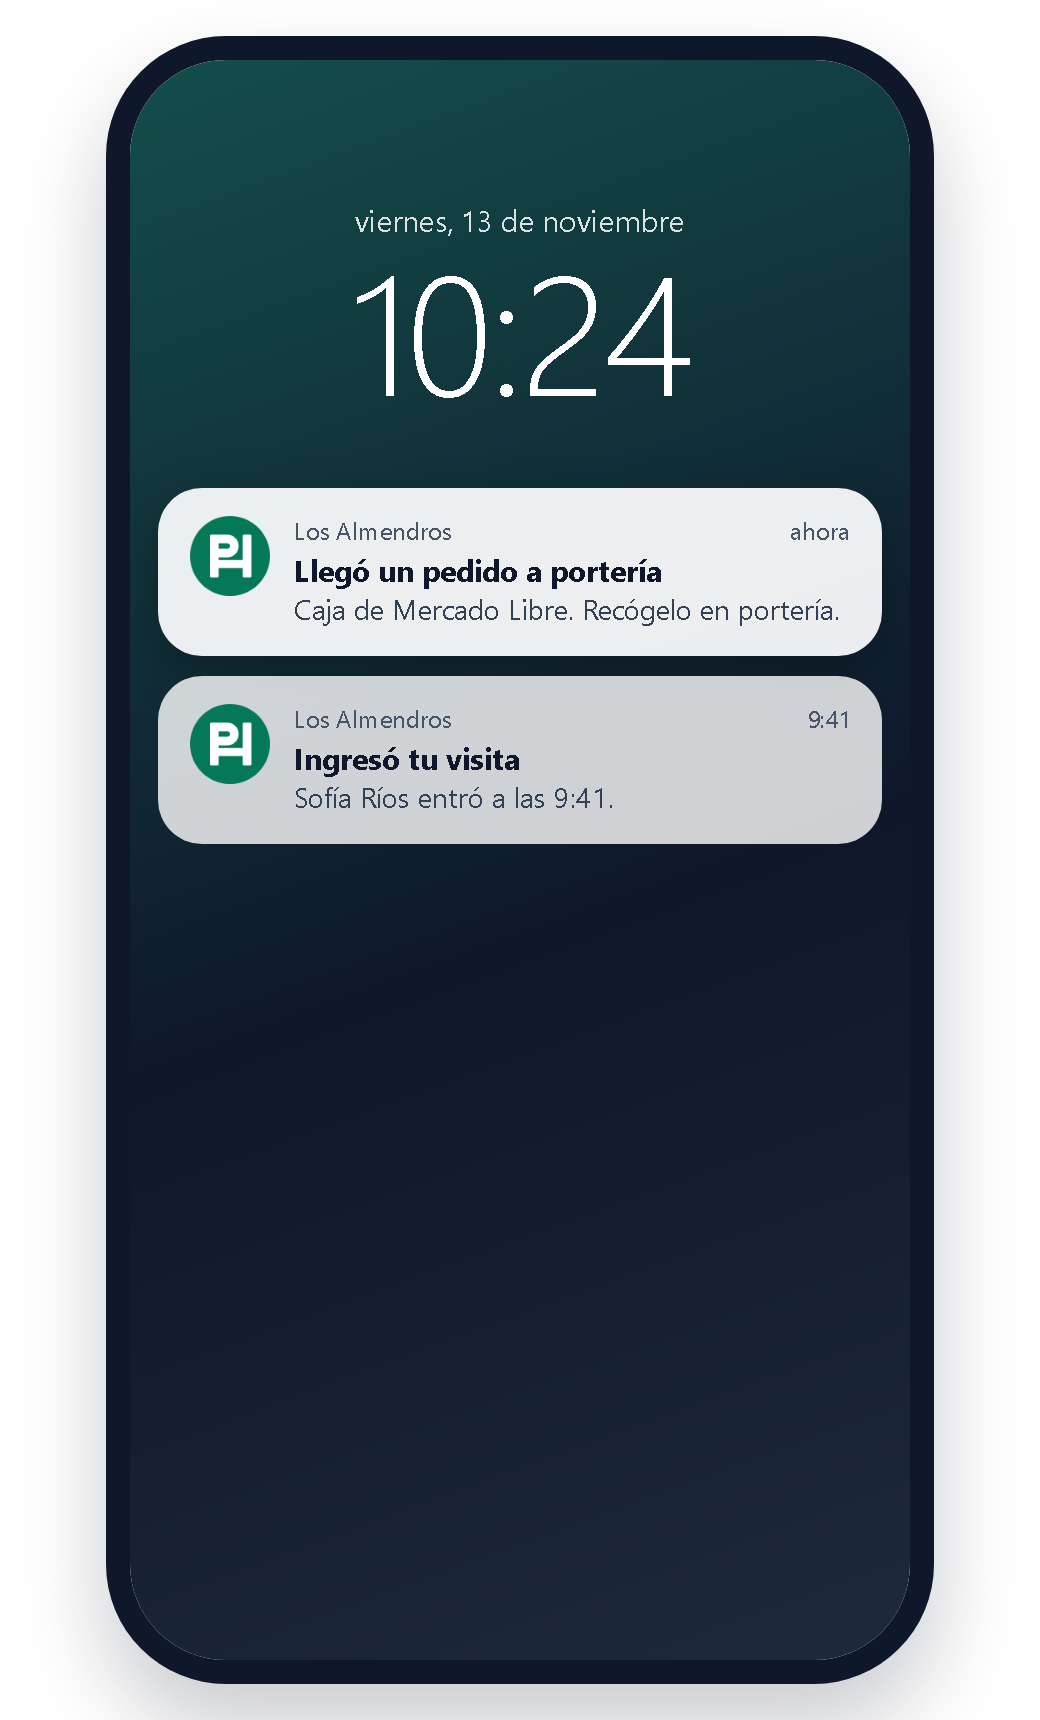 viernes, 13 de noviembre
10:24
Los Almendros
ahora
Llegó un pedido a portería
Caja de Mercado Libre. Recógelo en portería.
Los Almendros
9:41
Ingresó tu visita
Sofía Ríos entró a las 9:41.